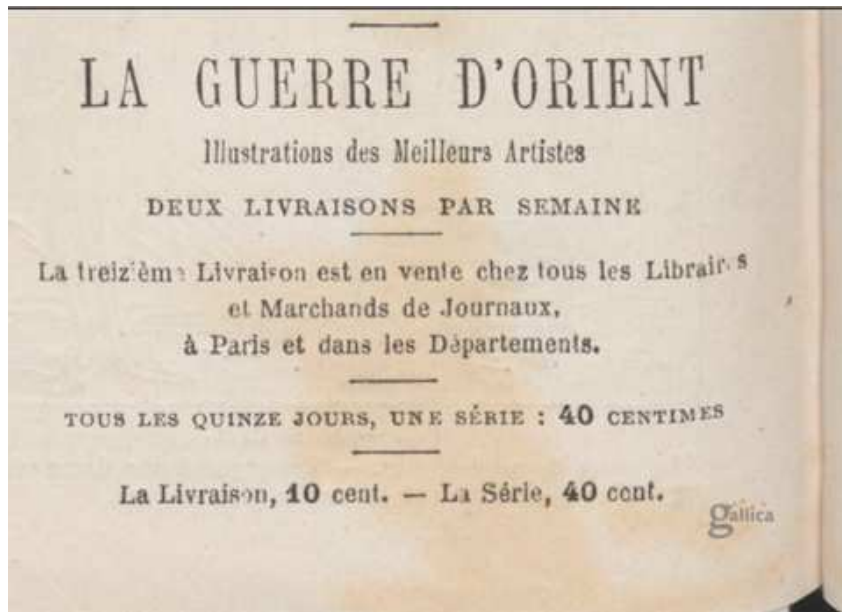 LA GUERRE D'ORIENT
Illustrations des Meilleurs Artistes
DEUX LIVRAISONS PAR SEMAINE
La treizième Livraison est en vente chez tous les Libraires
et Marchands de Journaux,
à Paris et dans les Départements.
TOUS LES QUINZE JOURS, UNE SÉRIE : 40 CENTIMES
La Livraison, 10 cent. — La Série, 40 cent.
gallica